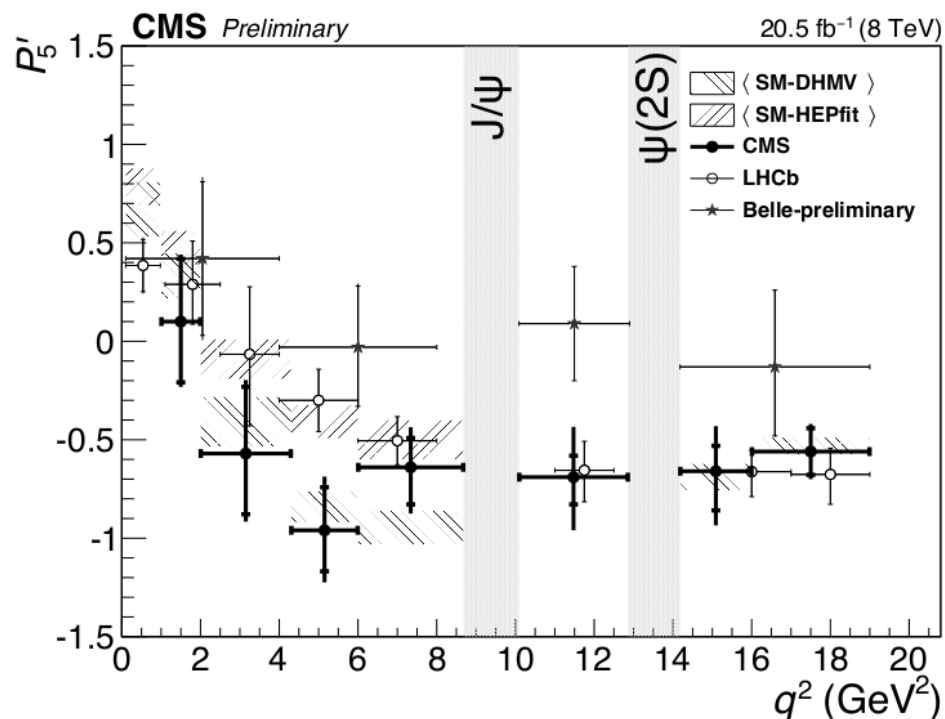 CMS Preliminary 20.5 fb⁻¹ (8 TeV)
P₅′
1.5
1
0.5
0
-0.5
-1
-1.5
J/ψ
ψ(2S)
⟨ SM-DHMV ⟩
⟨ SM-HEPfit ⟩
CMS
LHCb
Belle-preliminary
0 2 4 6 8 10 12 14 16 18 20
q² (GeV²)